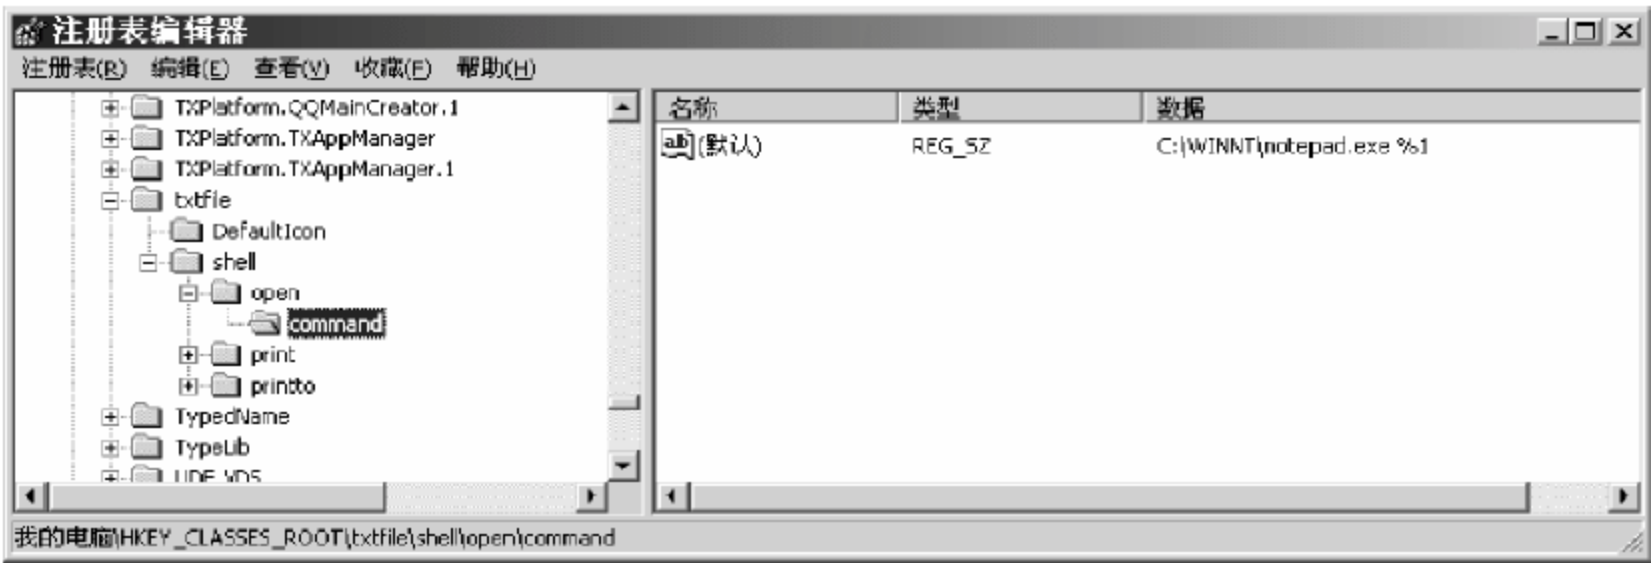 注册表编辑器
注册表(R) 编辑(E) 查看(V) 收藏(F) 帮助(H)
TXPlatform.QQMainCreator.1
TXPlatform.TXAppManager
TXPlatform.TXAppManager.1
txtfile
DefaultIcon
shell
open
command
print
printto
TypedName
TypeLib
名称 类型 数据
ab (默认) REG_SZ C:\WINNT\notepad.exe %1
我的电脑\HKEY_CLASSES_ROOT\txtfile\shell\open\command